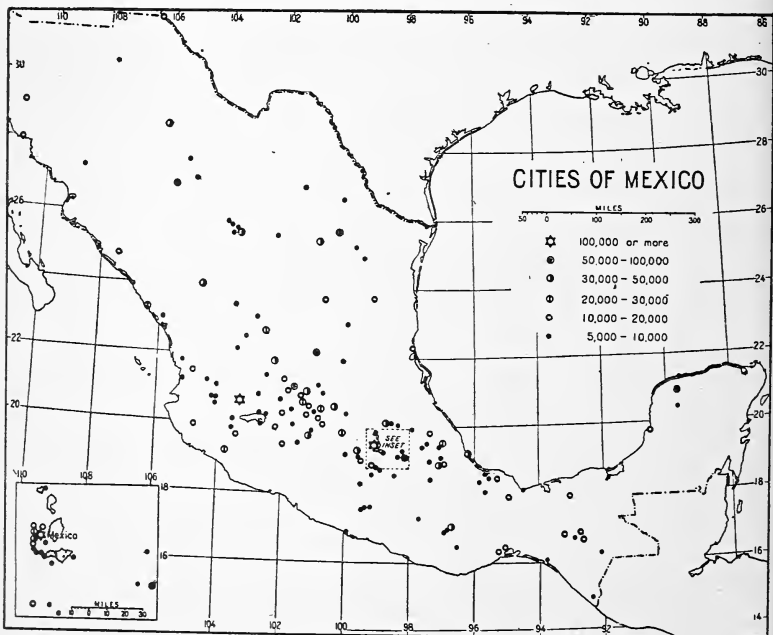 110 108 106 104 102 100 98 96 94 92 90 88 86
30
30
28
CITIES OF MEXICO
MILES
50 0 100 200 300
100,000 or more
50,000 – 100,000
30,000 – 50,000
20,000 – 30,000
10,000 – 20,000
5,000 – 10,000
26
28
26
24
22
22
20
20
SEE
INSET
110 108 106
18
18
Mexico
16
16
MILES
10 0 10 20 30
14
104 102 100 98 96 94 92